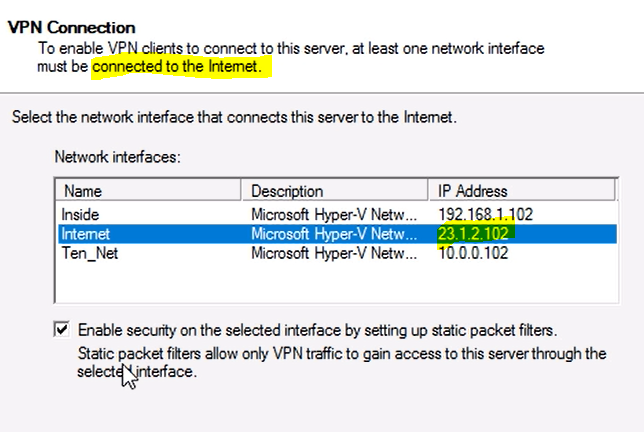 VPN Connection
To enable VPN clients to connect to this server, at least one network interface
must be connected to the Internet.
Select the network interface that connects this server to the Internet.
Network interfaces:
Name Description IP Address
Inside Microsoft Hyper-V Netw... 192.168.1.102
Internet Microsoft Hyper-V Netw... 23.1.2.102
Ten_Net Microsoft Hyper-V Netw... 10.0.0.102
Enable security on the selected interface by setting up static packet filters.
Static packet filters allow only VPN traffic to gain access to this server through the
selected interface.